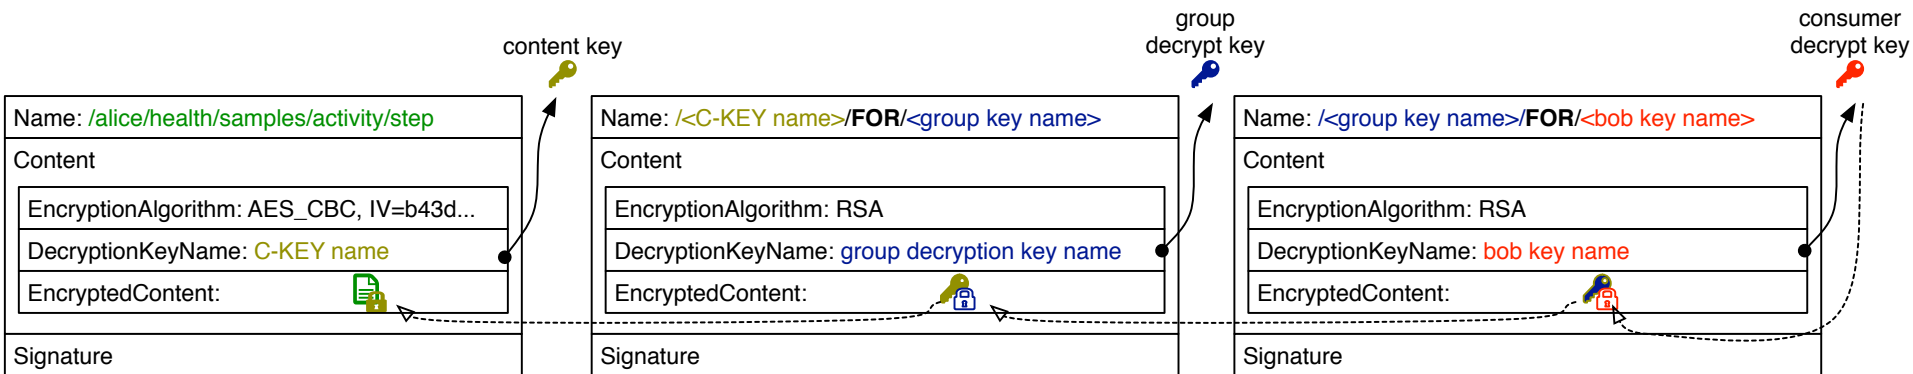 content key
group
decrypt key
consumer
decrypt key
Name: /alice/health/samples/activity/step
Content
EncryptionAlgorithm: AES_CBC, IV=b43d...
DecryptionKeyName: C-KEY name
EncryptedContent:
Signature
Name: /<C-KEY name>/FOR/<group key name>
Content
EncryptionAlgorithm: RSA
DecryptionKeyName: group decryption key name
EncryptedContent:
Signature
Name: /<group key name>/FOR/<bob key name>
Content
EncryptionAlgorithm: RSA
DecryptionKeyName: bob key name
EncryptedContent:
Signature